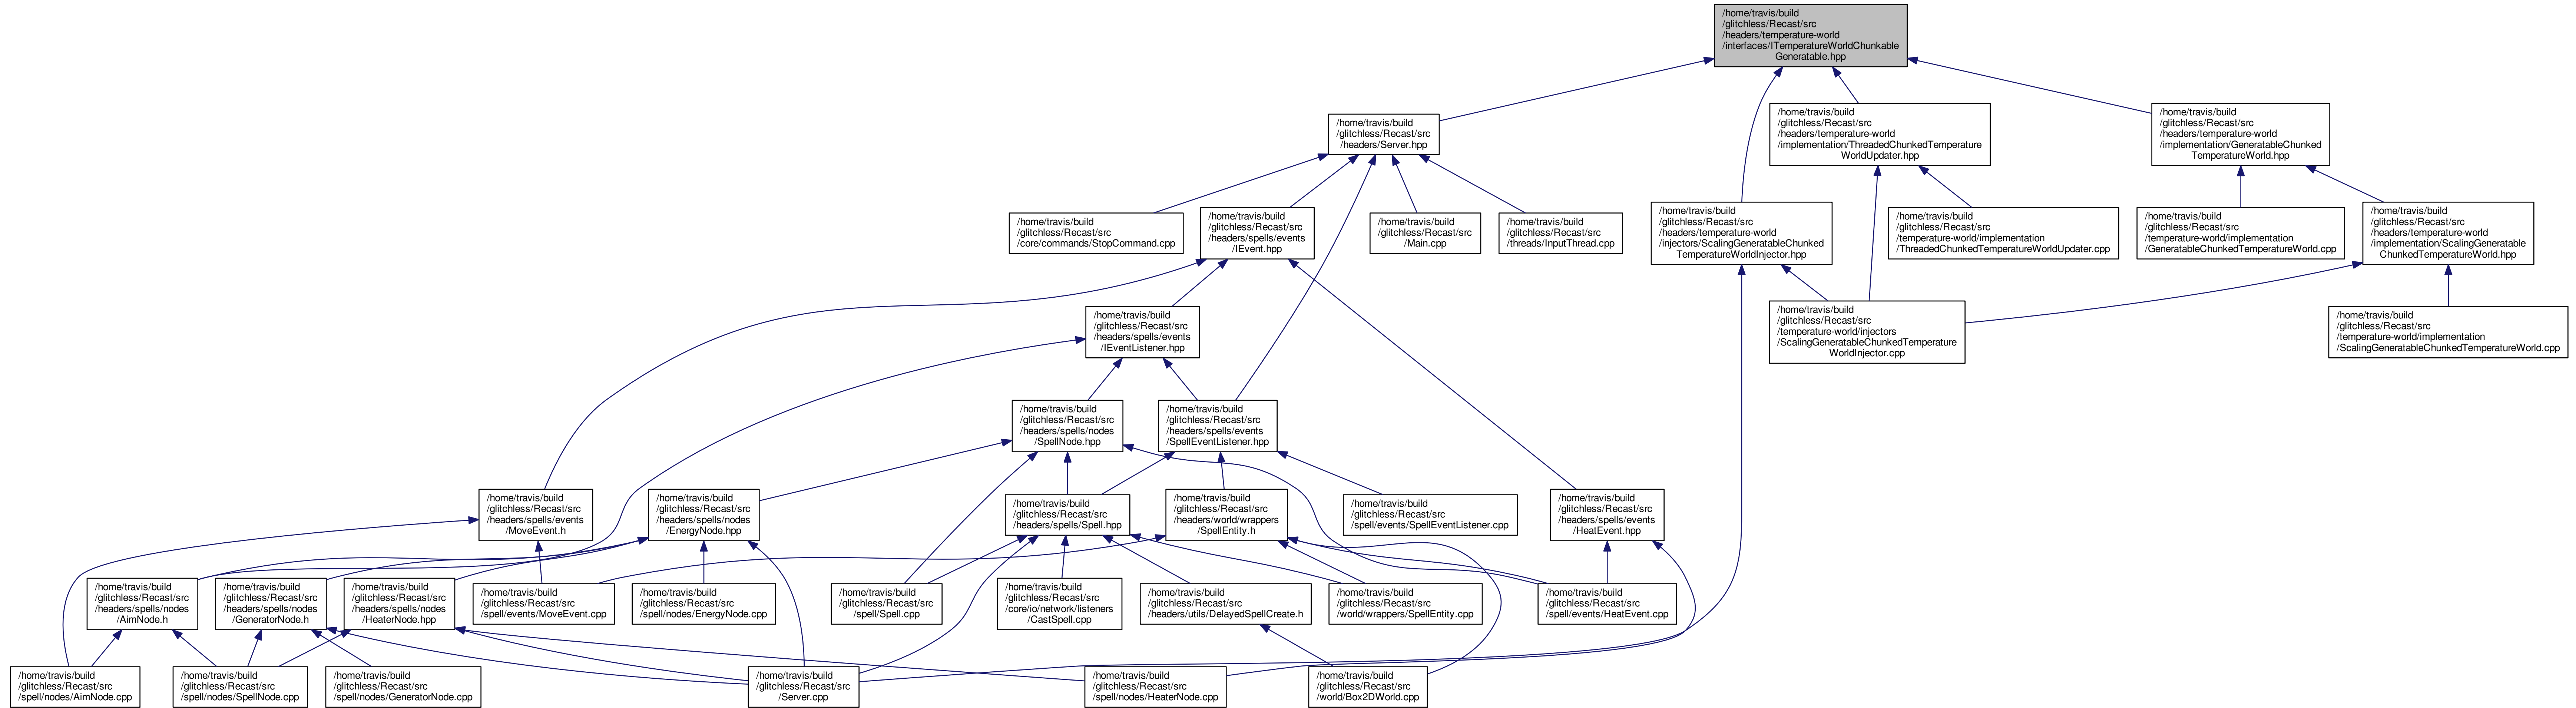 /home/travis/build
/glitchless/Recast/src
/headers/temperature-world
/interfaces/ITemperatureWorldChunkable
Generatable.hpp
/home/travis/build
/glitchless/Recast/src
/headers/Server.hpp
/home/travis/build
/glitchless/Recast/src
/headers/temperature-world
/implementation/ThreadedChunkedTemperature
WorldUpdater.hpp
/home/travis/build
/glitchless/Recast/src
/headers/temperature-world
/implementation/GeneratableChunked
TemperatureWorld.hpp
/home/travis/build
/glitchless/Recast/src
/core/commands/StopCommand.cpp
/home/travis/build
/glitchless/Recast/src
/headers/spells/events
/IEvent.hpp
/home/travis/build
/glitchless/Recast/src
/Main.cpp
/home/travis/build
/glitchless/Recast/src
/threads/InputThread.cpp
/home/travis/build
/glitchless/Recast/src
/headers/temperature-world
/injectors/ScalingGeneratableChunked
TemperatureWorldInjector.hpp
/home/travis/build
/glitchless/Recast/src
/temperature-world/implementation
/ThreadedChunkedTemperatureWorldUpdater.cpp
/home/travis/build
/glitchless/Recast/src
/temperature-world/implementation
/GeneratableChunkedTemperatureWorld.cpp
/home/travis/build
/glitchless/Recast/src
/headers/temperature-world
/implementation/ScalingGeneratable
ChunkedTemperatureWorld.hpp
/home/travis/build
/glitchless/Recast/src
/headers/spells/events
/IEventListener.hpp
/home/travis/build
/glitchless/Recast/src
/temperature-world/injectors
/ScalingGeneratableChunkedTemperature
WorldInjector.cpp
/home/travis/build
/glitchless/Recast/src
/temperature-world/implementation
/ScalingGeneratableChunkedTemperatureWorld.cpp
/home/travis/build
/glitchless/Recast/src
/headers/spells/nodes
/SpellNode.hpp
/home/travis/build
/glitchless/Recast/src
/headers/spells/events
/SpellEventListener.hpp
/home/travis/build
/glitchless/Recast/src
/headers/spells/events
/MoveEvent.h
/home/travis/build
/glitchless/Recast/src
/headers/spells/nodes
/EnergyNode.hpp
/home/travis/build
/glitchless/Recast/src
/headers/spells/Spell.hpp
/home/travis/build
/glitchless/Recast/src
/headers/world/wrappers
/SpellEntity.h
/home/travis/build
/glitchless/Recast/src
/spell/events/SpellEventListener.cpp
/home/travis/build
/glitchless/Recast/src
/headers/spells/events
/HeatEvent.hpp
/home/travis/build
/glitchless/Recast/src
/headers/spells/nodes
/AimNode.h
/home/travis/build
/glitchless/Recast/src
/headers/spells/nodes
/GeneratorNode.h
/home/travis/build
/glitchless/Recast/src
/headers/spells/nodes
/HeaterNode.hpp
/home/travis/build
/glitchless/Recast/src
/spell/events/MoveEvent.cpp
/home/travis/build
/glitchless/Recast/src
/spell/nodes/EnergyNode.cpp
/home/travis/build
/glitchless/Recast/src
/spell/Spell.cpp
/home/travis/build
/glitchless/Recast/src
/core/io/network/listeners
/CastSpell.cpp
/home/travis/build
/glitchless/Recast/src
/headers/utils/DelayedSpellCreate.h
/home/travis/build
/glitchless/Recast/src
/world/wrappers/SpellEntity.cpp
/home/travis/build
/glitchless/Recast/src
/spell/events/HeatEvent.cpp
/home/travis/build
/glitchless/Recast/src
/spell/nodes/AimNode.cpp
/home/travis/build
/glitchless/Recast/src
/spell/nodes/SpellNode.cpp
/home/travis/build
/glitchless/Recast/src
/spell/nodes/GeneratorNode.cpp
/home/travis/build
/glitchless/Recast/src
/Server.cpp
/home/travis/build
/glitchless/Recast/src
/spell/nodes/HeaterNode.cpp
/home/travis/build
/glitchless/Recast/src
/world/Box2DWorld.cpp